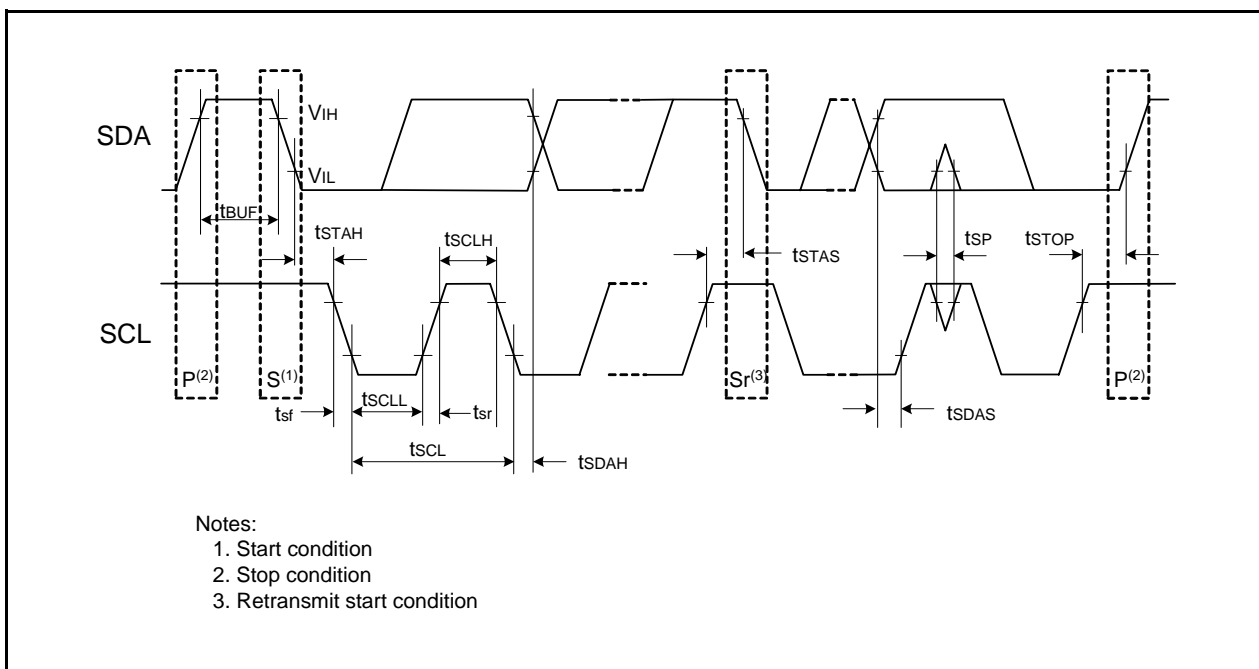 SDA
VIH
VIL
tBUF
tSTAH
tSCLH
tSTAS
tSP
tSTOP
SCL
P(2)
S(1)
Sr(3)
P(2)
tsf
tSCLL
tsr
tSDAS
tSCL
tSDAH
Notes:
1. Start condition
2. Stop condition
3. Retransmit start condition